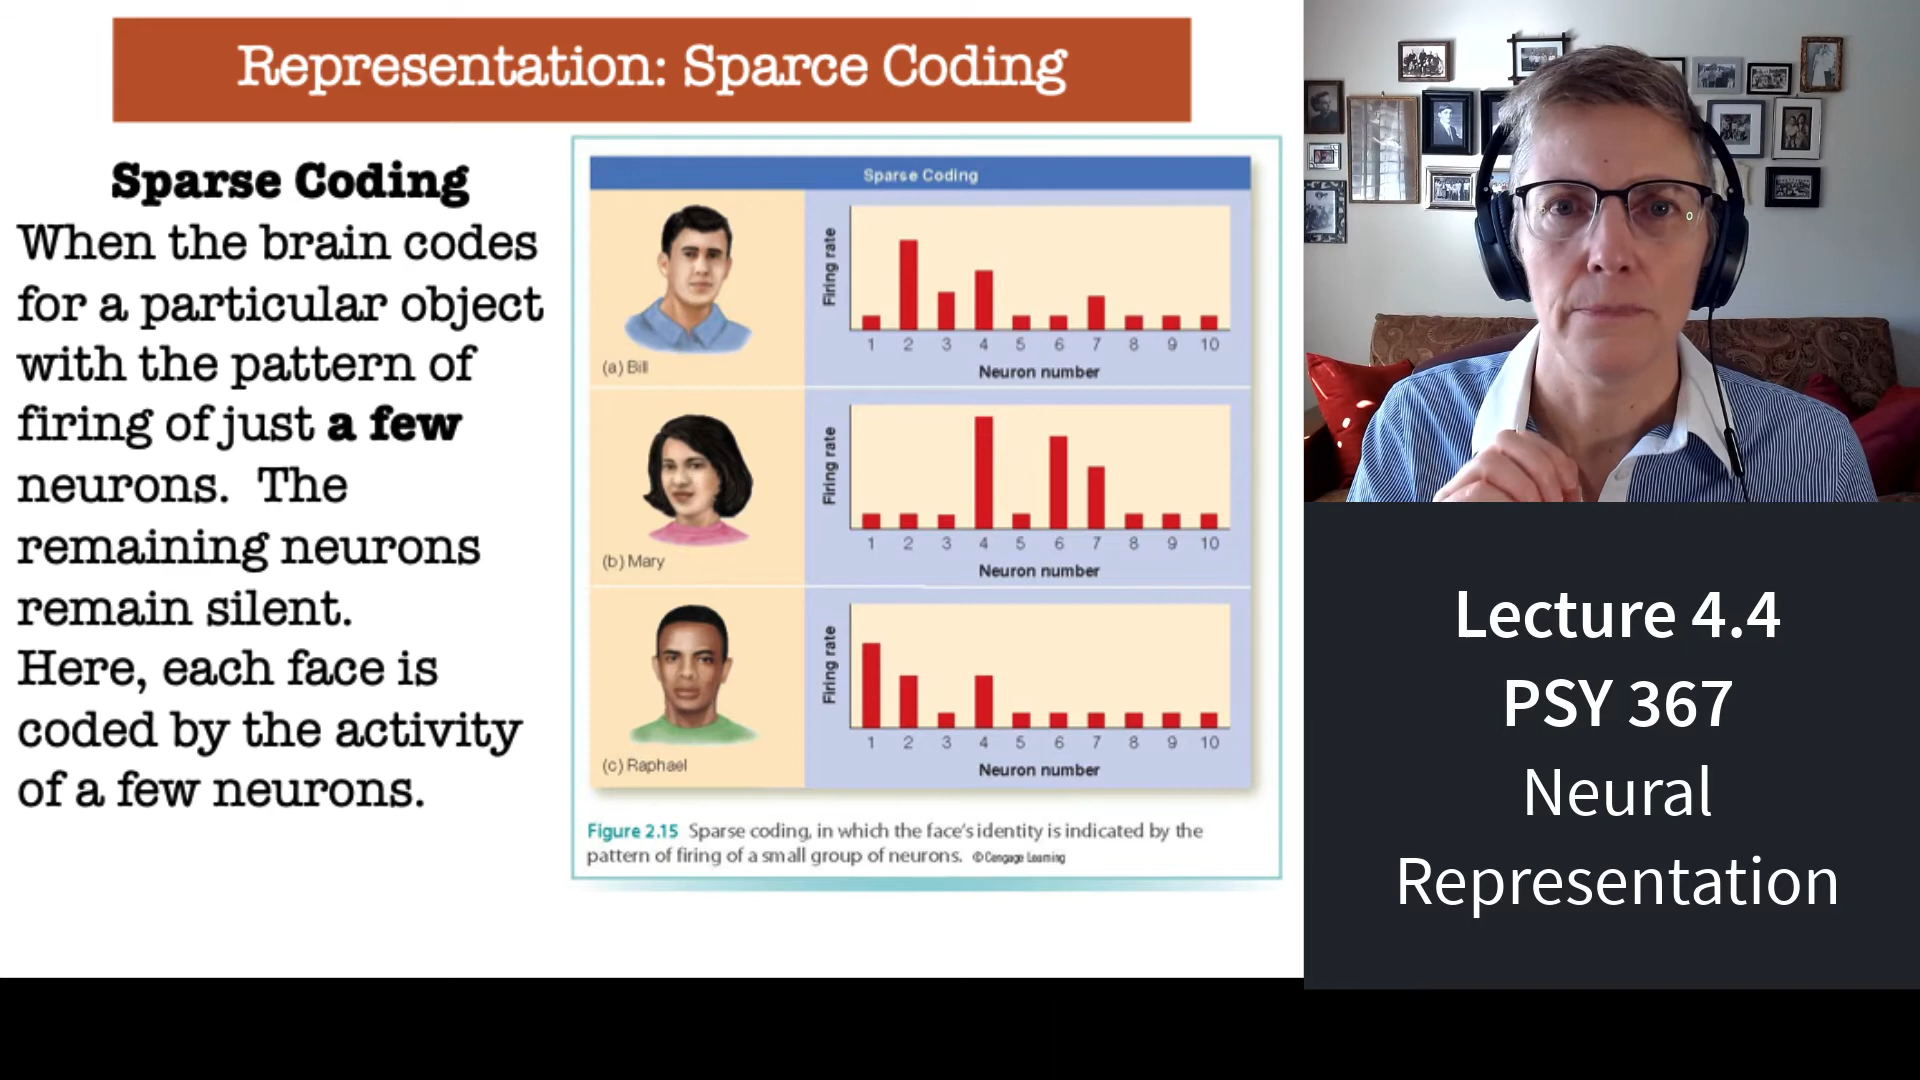 Representation: Sparce Coding
Sparse Coding
When the brain codes
for a particular object
with the pattern of
firing of just a few
neurons. The
remaining neurons
remain silent.
Here, each face is
coded by the activity
of a few neurons.
Sparse Coding
(a) Bill
Firing rate
1 2 3 4 5 6 7 8 9 10
Neuron number
(b) Mary
Firing rate
1 2 3 4 5 6 7 8 9 10
Neuron number
(c) Raphael
Firing rate
1 2 3 4 5 6 7 8 9 10
Neuron number
Figure 2.15 Sparse coding, in which the face's identity is indicated by the
pattern of firing of a small group of neurons. © Cengage Learning
Lecture 4.4
PSY 367
Neural
Representation